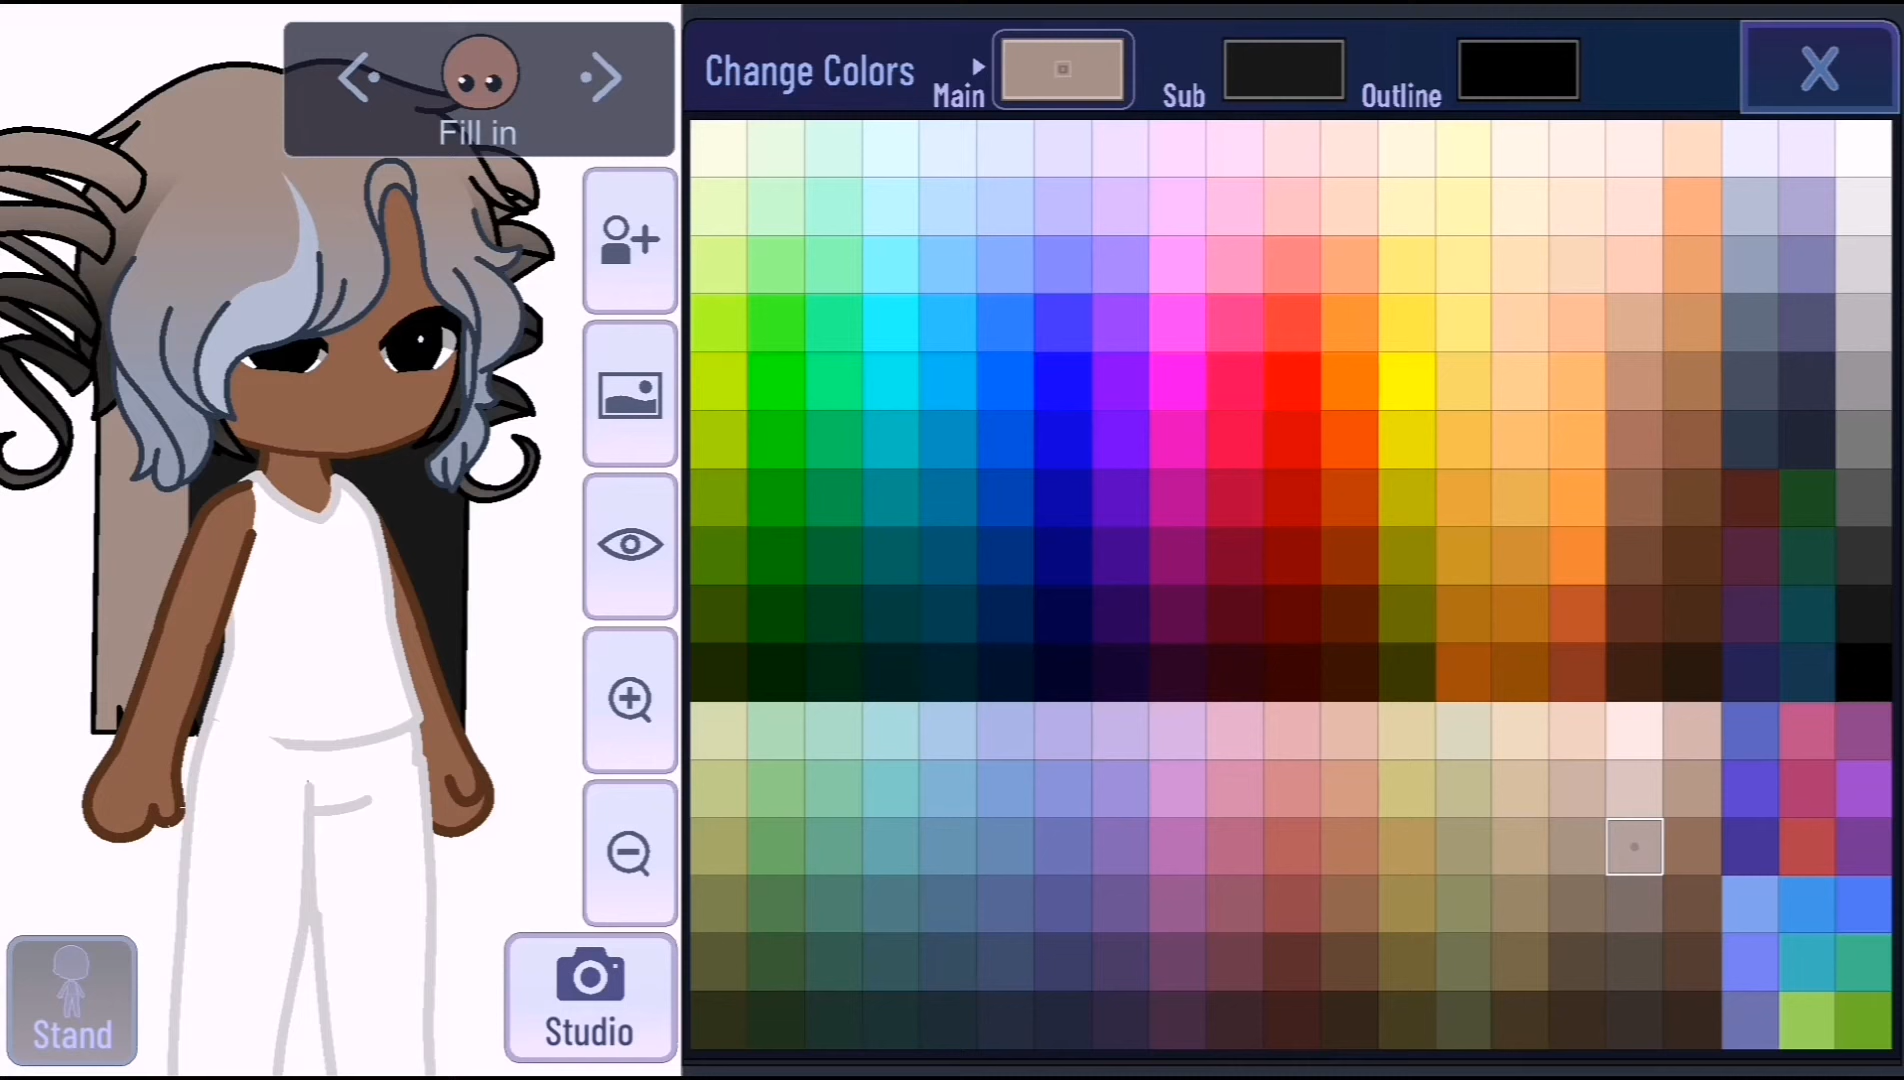 Fill in
Change Colors
Main
Sub
Outline
X
Stand
Studio